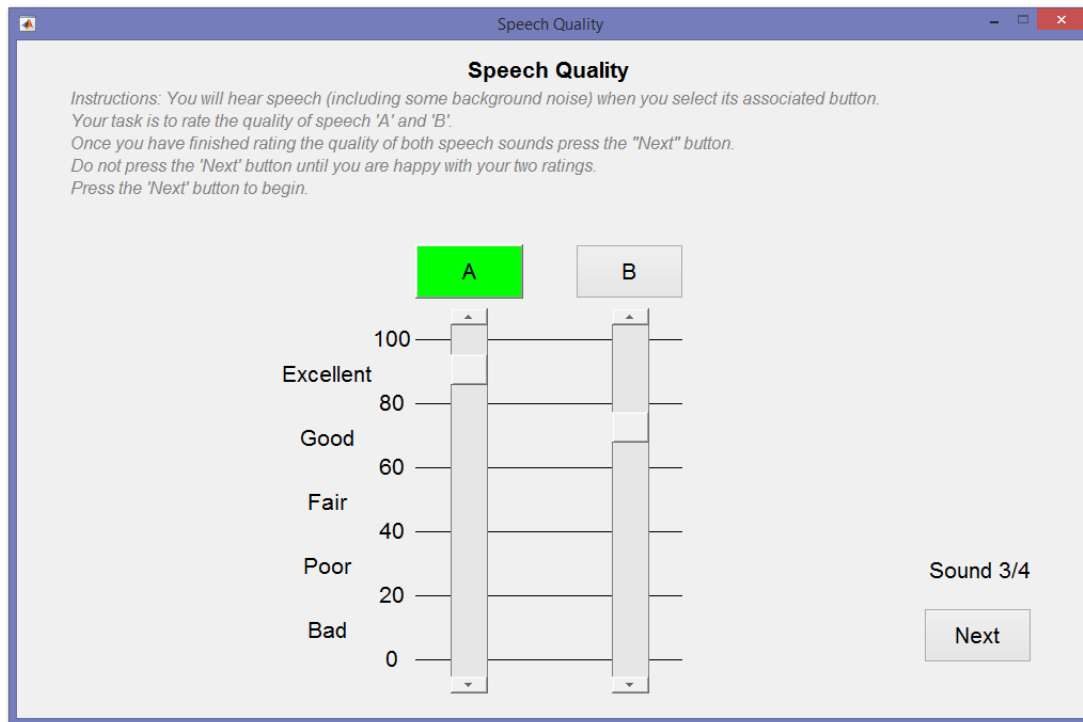 Speech Quality
Speech Quality
Instructions: You will hear speech (including some background noise) when you select its associated button.
Your task is to rate the quality of speech 'A' and 'B'.
Once you have finished rating the quality of both speech sounds press the "Next" button.
Do not press the 'Next' button until you are happy with your two ratings.
Press the 'Next' button to begin.
A B
100
Excellent
80
Good
60
Fair
40
Poor
Sound 3/4
20
Bad
Next
0